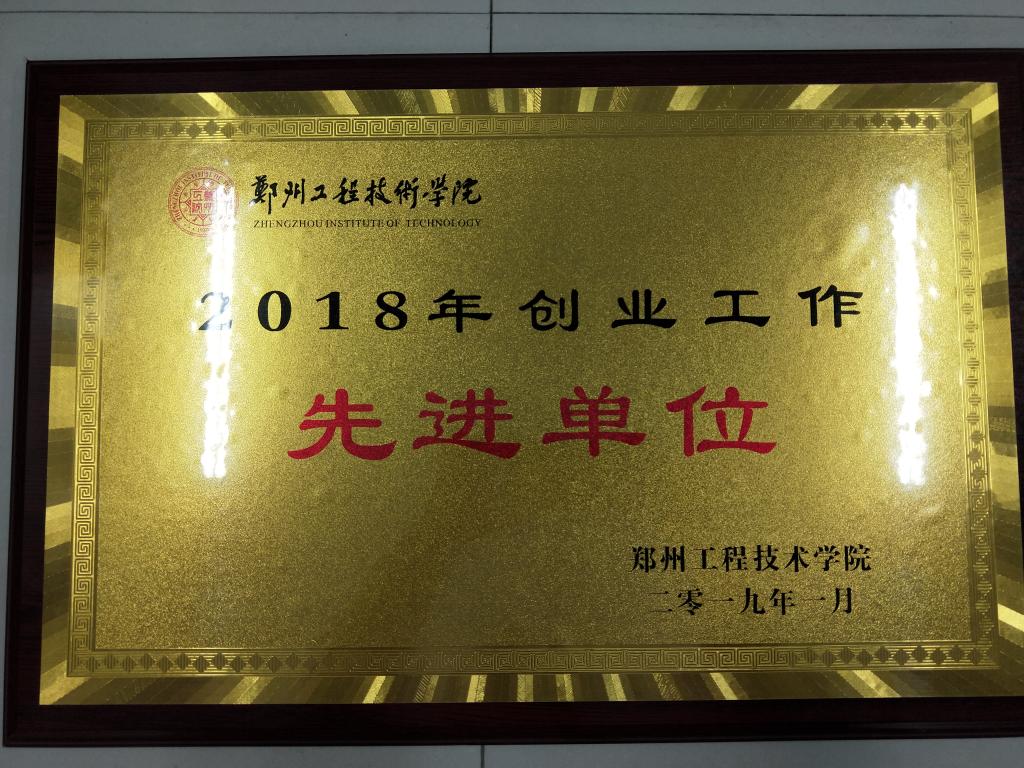 鄭州工程技術學院
ZHENGZHOU INSTITUTE OF TECHNOLOGY
2018年创业工作
先进单位
郑州工程技术学院
二零一九年一月